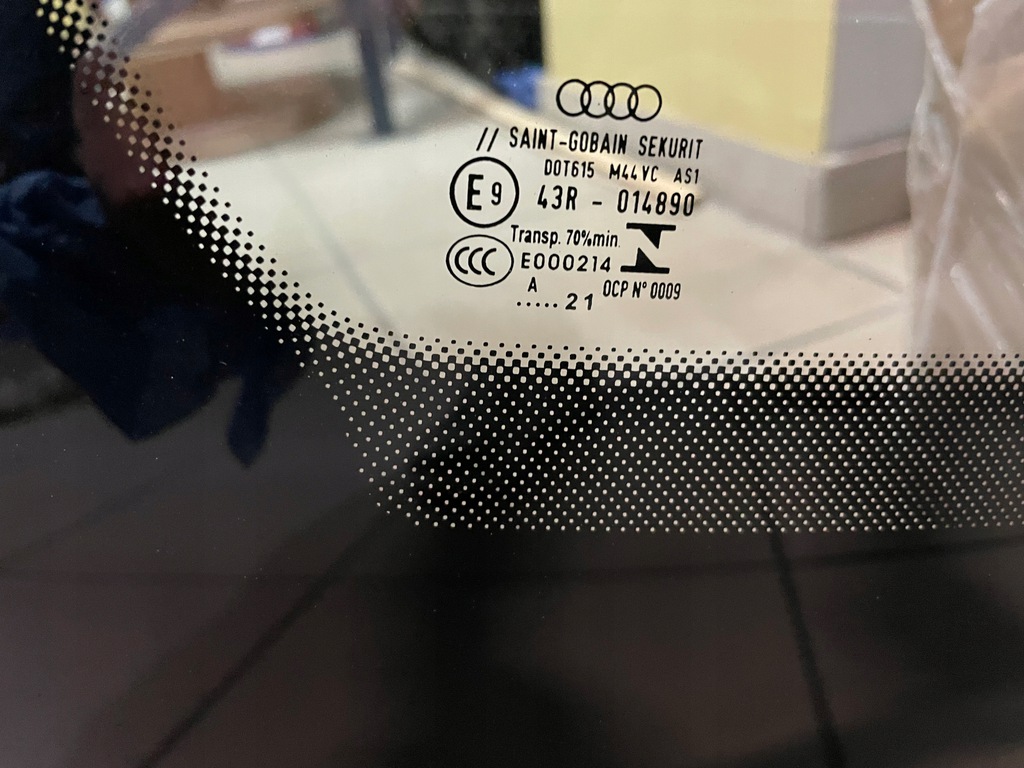 // SAINT-GOBAIN SEKURIT
DOT615 M44YC AS1
E9 43R - 014890
Transp. 70%min.
CCC E000214
A OCP N° 0009
.....21